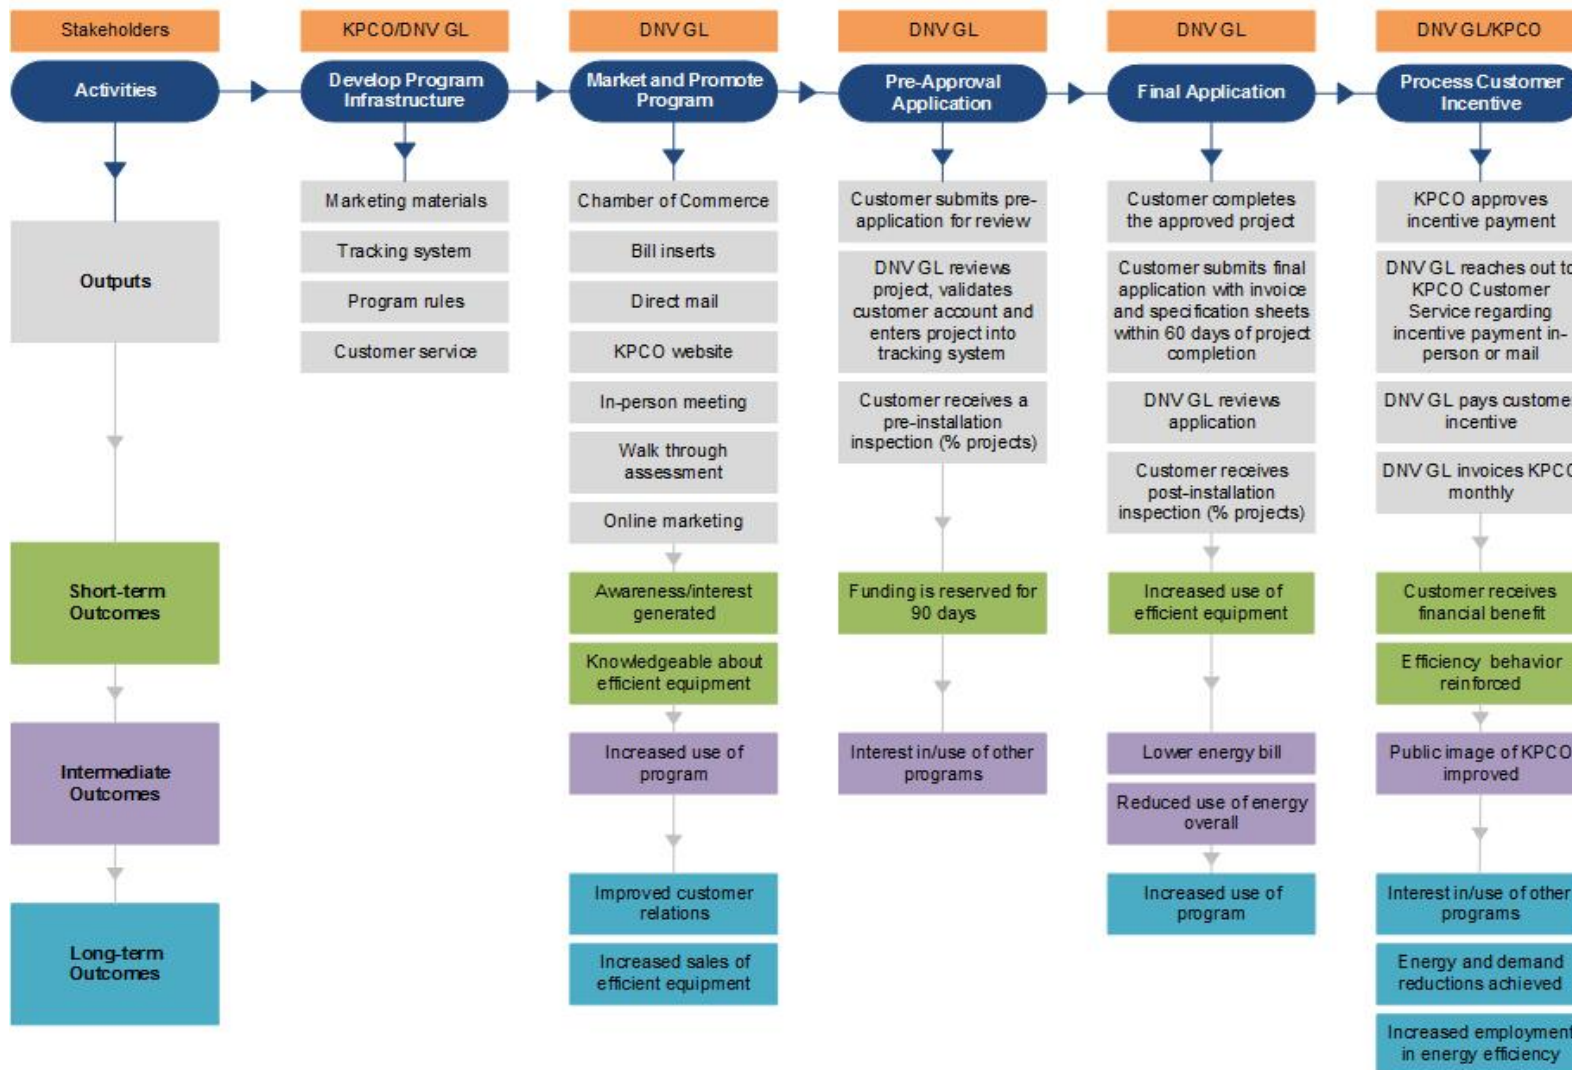 Stakeholders
KPCO/DNV GL
DNV GL
DNV GL
DNV GL
DNV GL/KPCO
Activities
Develop Program
Infrastructure
Market and Promote
Program
Pre-Approval
Application
Final Application
Process Customer
Incentive
Outputs
Marketing materials
Tracking system
Program rules
Customer service
Chamber of Commerce
Bill inserts
Direct mail
KPCO website
In-person meeting
Walk through
assessment
Online marketing
Customer submits pre-
application for review
DNV GL reviews
project, validates
customer account and
enters project into
tracking system
Customer receives a
pre-installation
inspection (% projects)
Customer completes
the approved project
Customer submits final
application with invoice
and specification sheets
within 60 days of project
completion
DNV GL reviews
application
Customer receives
post-installation
inspection (% projects)
KPCO approves
incentive payment
DNV GL reaches out to
KPCO Customer
Service regarding
incentive payment in-
person or mail
DNV GL pays customer
incentive
DNV GL invoices KPCO
monthly
Short-term
Outcomes
Awareness/interest
generated
Knowledgeable about
efficient equipment
Funding is reserved for
90 days
Increased use of
efficient equipment
Customer receives
financial benefit
Efficiency behavior
reinforced
Intermediate
Outcomes
Increased use of
program
Interest in/use of other
programs
Lower energy bill
Reduced use of energy
overall
Public image of KPCO
improved
Long-term
Outcomes
Improved customer
relations
Increased sales of
efficient equipment
Increased use of
program
Interest in/use of other
programs
Energy and demand
reductions achieved
Increased employment
in energy efficiency